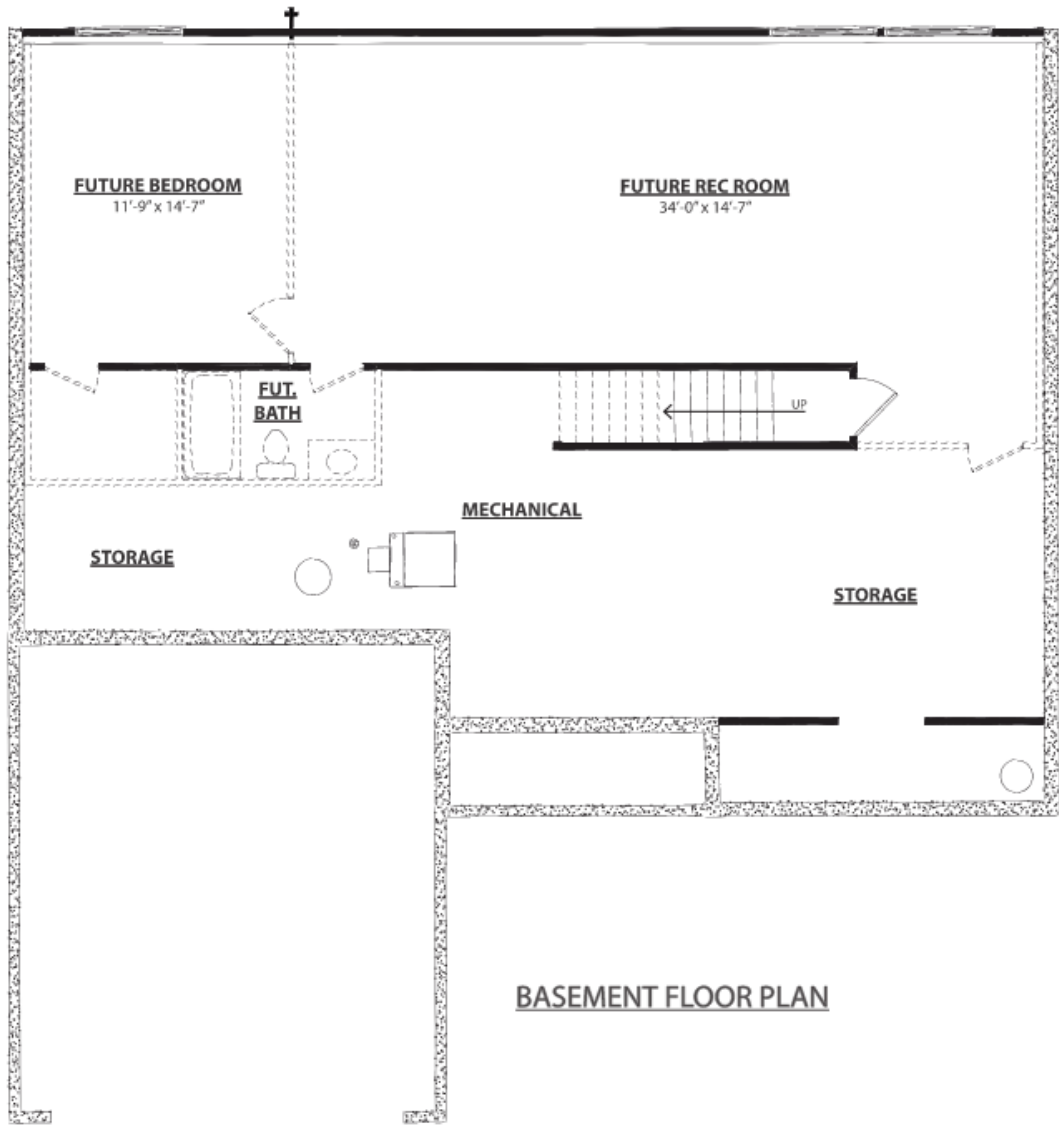 FUTURE BEDROOM
11'-9" x 14'-7"
FUTURE REC ROOM
34'-0" x 14'-7"
FUT.
BATH
UP
MECHANICAL
STORAGE
STORAGE
BASEMENT FLOOR PLAN